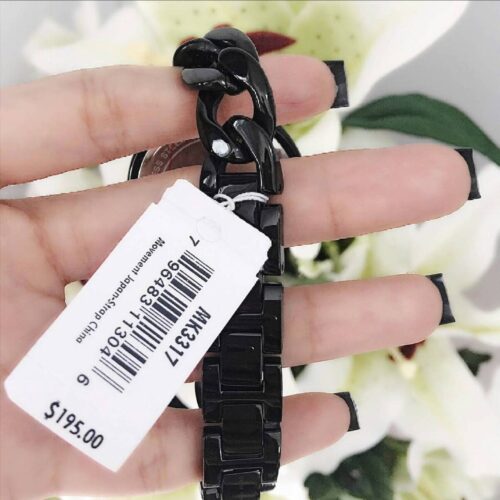 MK3317
7 96483 11304 6
Movement Japan-Strap China
$195.00